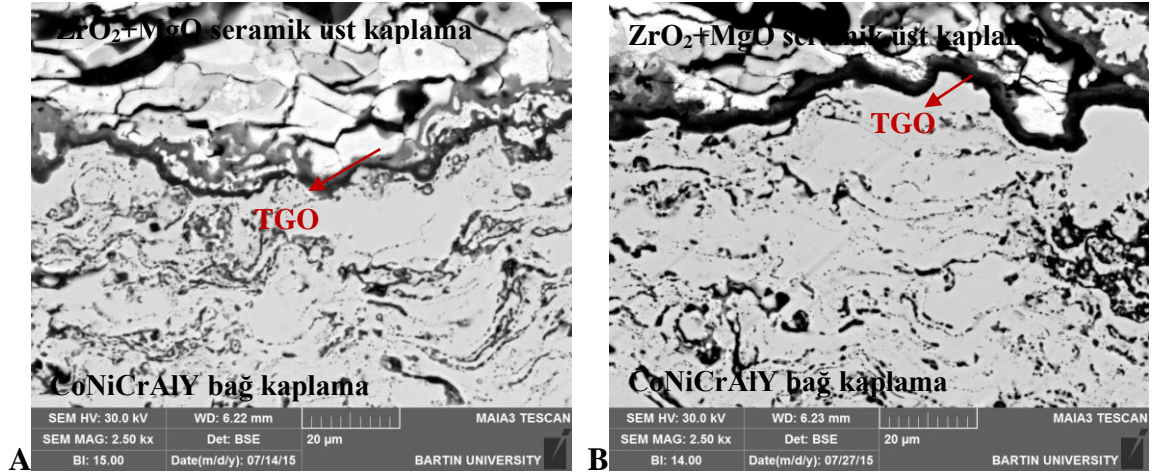 ZrO₂+MgO seramik üst kaplama
TGO
CoNiCrAlY bağ kaplama
SEM HV: 30.0 kV WD: 6.22 mm MAIA3 TESCAN
SEM MAG: 2.50 kx Det: BSE 20 µm
BI: 15.00 Date(m/d/y): 07/14/15 BARTIN UNIVERSITY
A
ZrO₂+MgO seramik üst kaplama
TGO
CoNiCrAlY bağ kaplama
SEM HV: 30.0 kV WD: 6.23 mm MAIA3 TESCAN
SEM MAG: 2.50 kx Det: BSE 20 µm
BI: 14.00 Date(m/d/y): 07/27/15 BARTIN UNIVERSITY
B